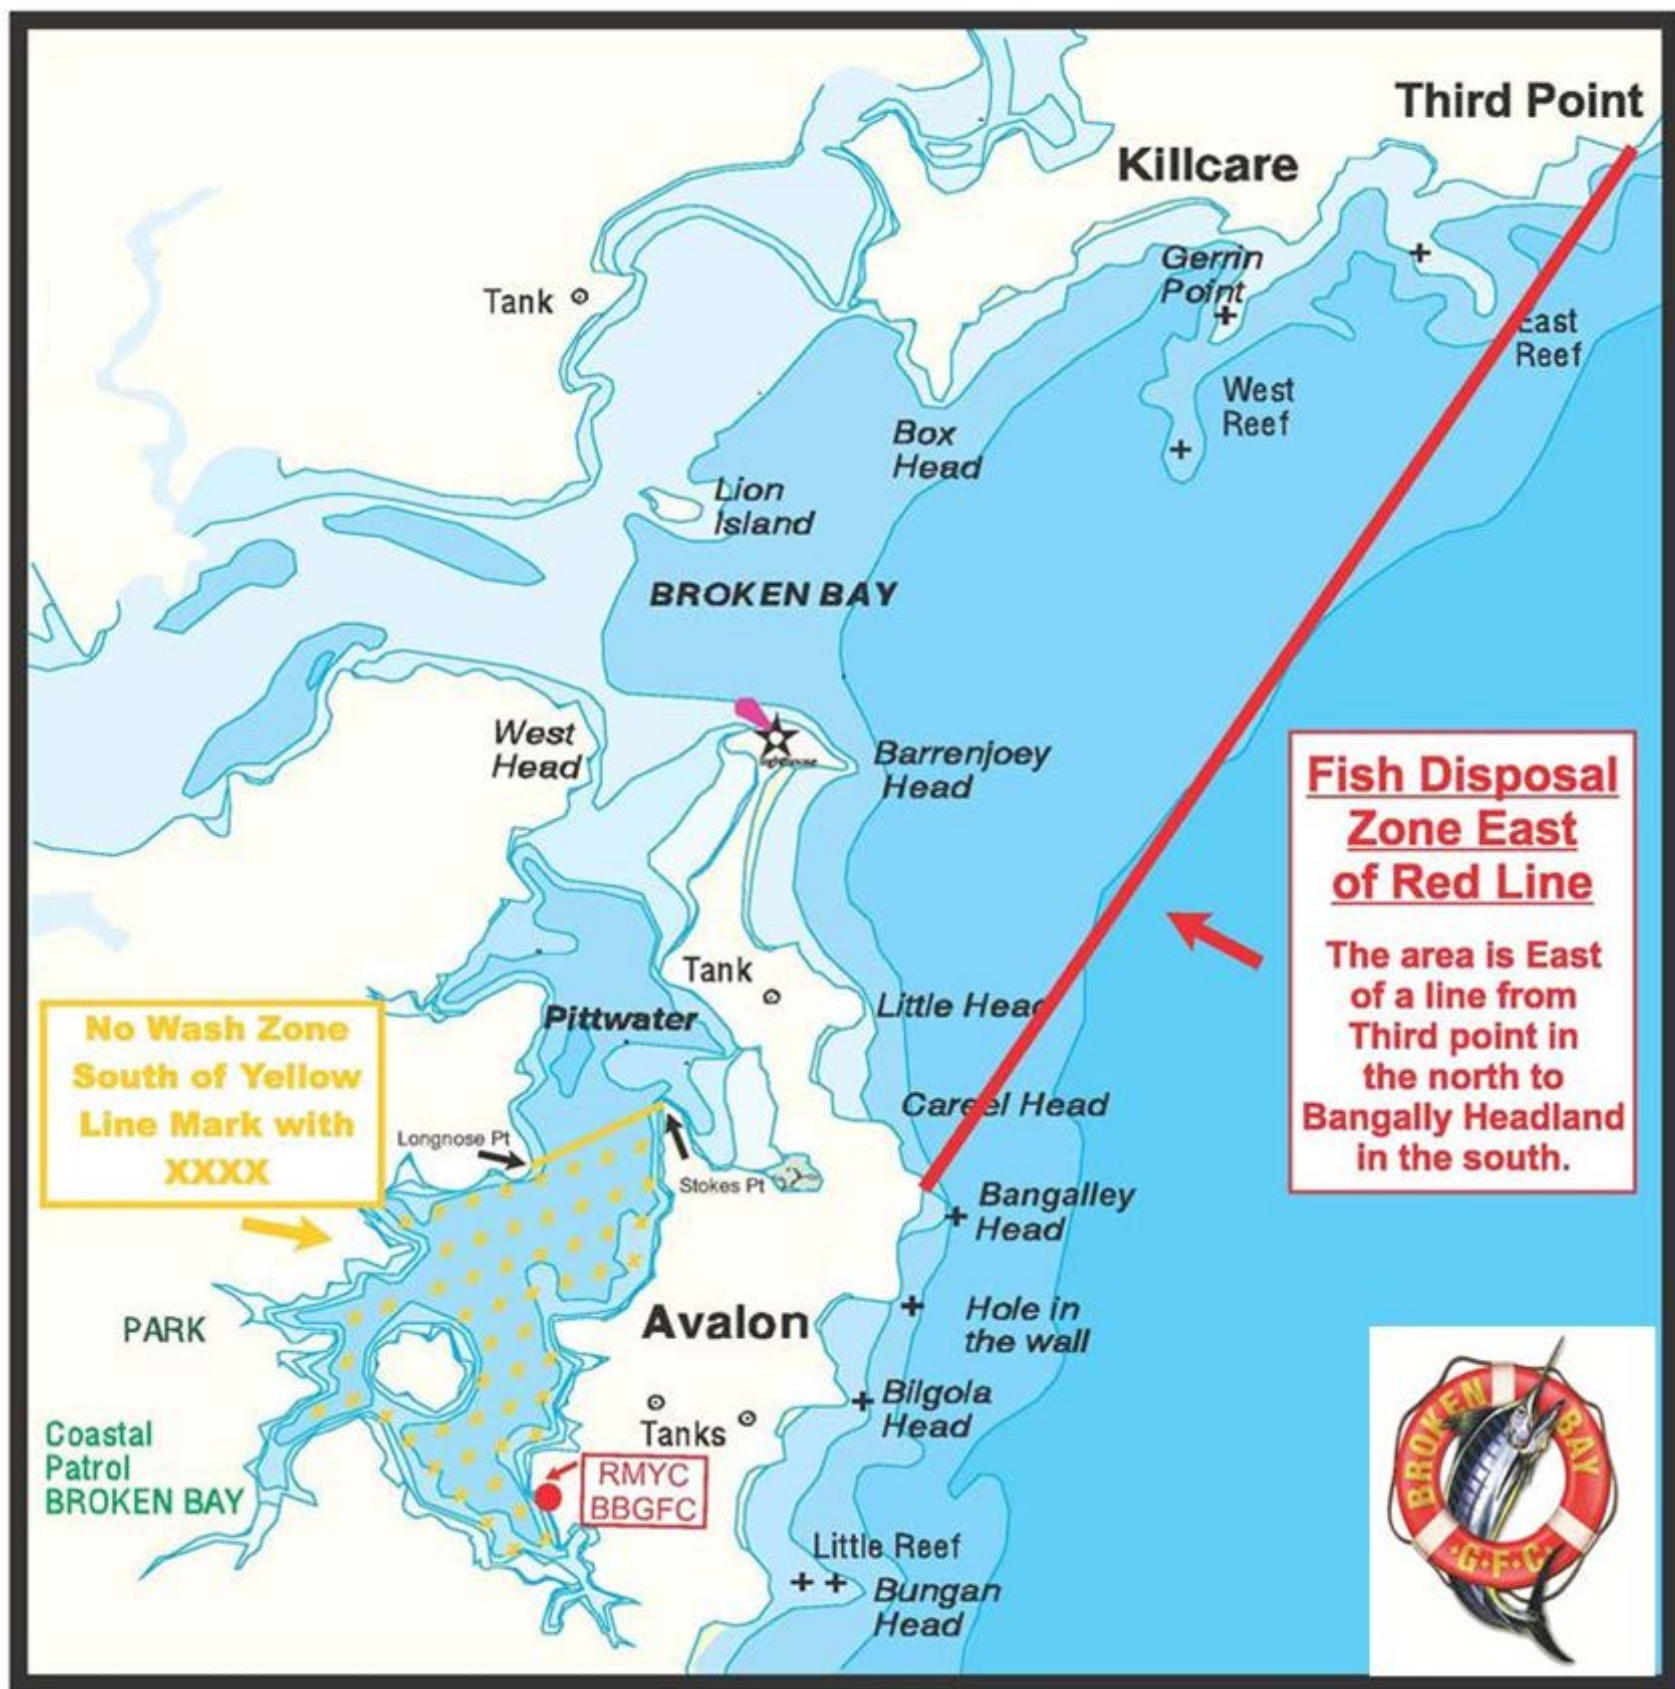 Third Point
Killcare
Gerrin
Point
Tank
East
Reef
West
Reef
Box
Head
Lion
Island
BROKEN BAY
West
Head
lighthouse
Barrenjoey
Head
Fish Disposal
Zone East
of Red Line
The area is East
of a line from
Third point in
the north to
Bangally Headland
in the south.
Tank
Little Head
Pittwater
No Wash Zone
South of Yellow
Line Mark with
XXXX
Careel Head
Longnose Pt
Stokes Pt
Bangalley
Head
PARK
Avalon
Hole in
the wall
Bilgola
Head
Tanks
Coastal
Patrol
BROKEN BAY
RMYC
BBGFC
Little Reef
Bungan
Head
BROKEN BAY
·G·F·C·